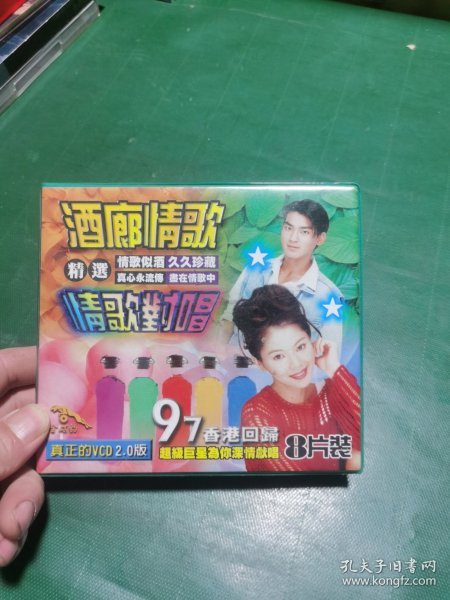 酒廊情歌
精選
情歌似酒 久久珍藏
真心永流傳 盡在情歌中
情歌對唱
97香港回歸
超級巨星為你深情獻唱
8片裝
真正的VCD 2.0版
孔夫子旧书网
www.kongfz.com